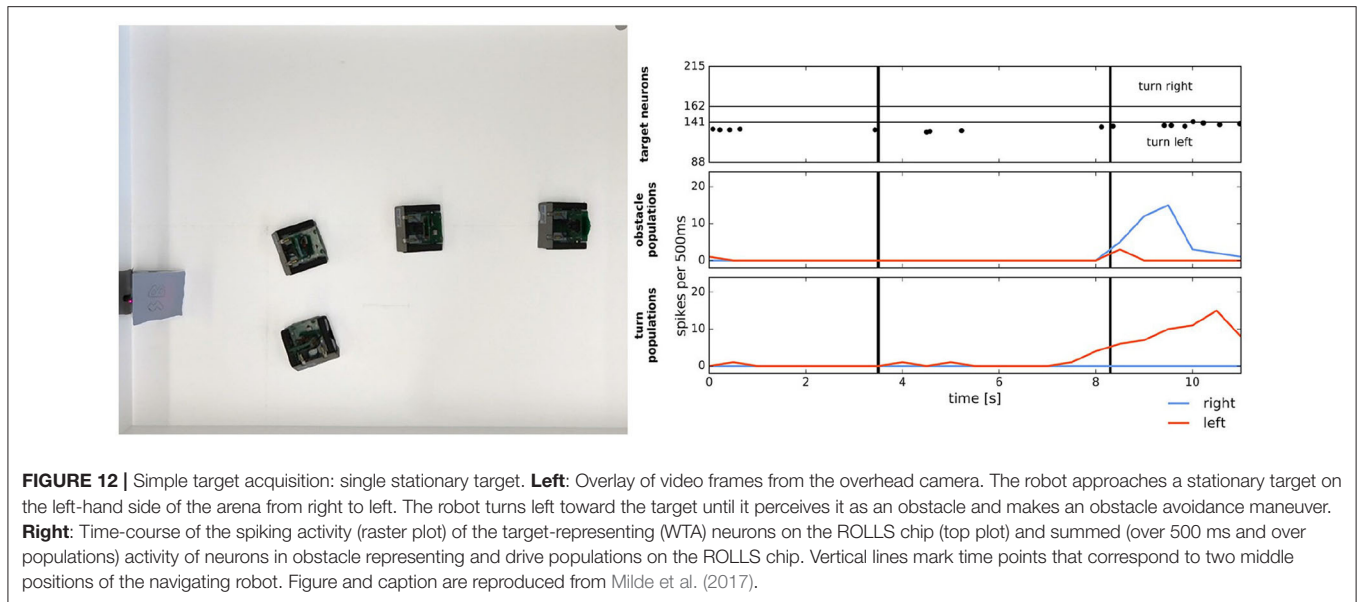 target neurons
215
162
141
88
turn right
turn left
obstacle
populations
20
10
0
turn
populations
spikes per 500ms
20
10
0
0 2 4 6 8 10
time [s]
right
left
FIGURE 12 | Simple target acquisition: single stationary target. Left: Overlay of video frames from the overhead camera. The robot approaches a stationary target on
the left-hand side of the arena from right to left. The robot turns left toward the target until it perceives it as an obstacle and makes an obstacle avoidance maneuver.
Right: Time-course of the spiking activity (raster plot) of the target-representing (WTA) neurons on the ROLLS chip (top plot) and summed (over 500 ms and over
populations) activity of neurons in obstacle representing and drive populations on the ROLLS chip. Vertical lines mark time points that correspond to two middle
positions of the navigating robot. Figure and caption are reproduced from Milde et al. (2017).